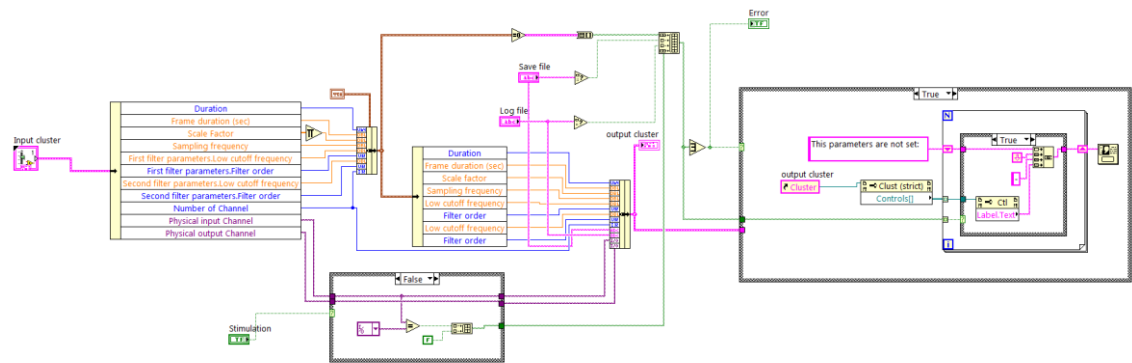 Error
TF
Save file
Abc
Log file
Abc
True
Input cluster
Duration
Frame duration (sec)
Scale Factor
Sampling frequency
First filter parameters.Low cutoff frequency
First filter parameters.Filter order
Second filter parameters.Low cutoff frequency
Second filter parameters.Filter order
Number of Channel
Physical input Channel
Physical output Channel
output cluster
Duration
Frame duration (sec)
Scale factor
Sampling frequency
Low cutoff frequency
Filter order
Low cutoff frequency
Filter order
N
This parameters are not set:
True
output cluster
Cluster
Clust (strict)
Controls[]
Ctl
Label.Text
i
False
Stimulation
TF
F